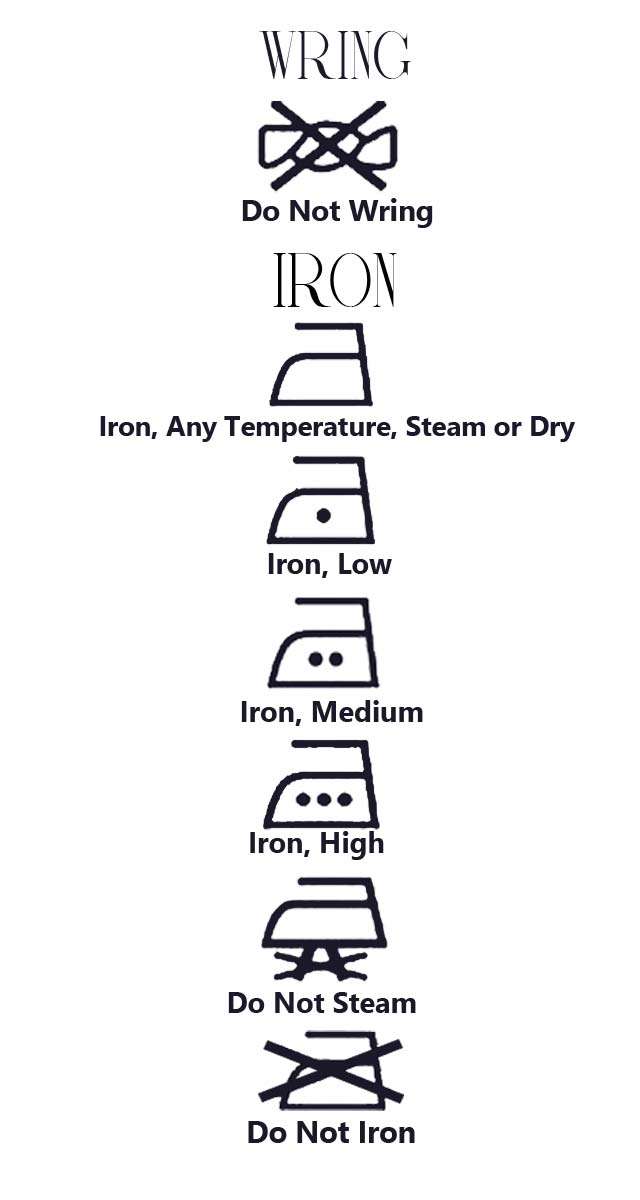 WRING
Do Not Wring
IRON
Iron, Any Temperature, Steam or Dry
Iron, Low
Iron, Medium
Iron, High
Do Not Steam
Do Not Iron